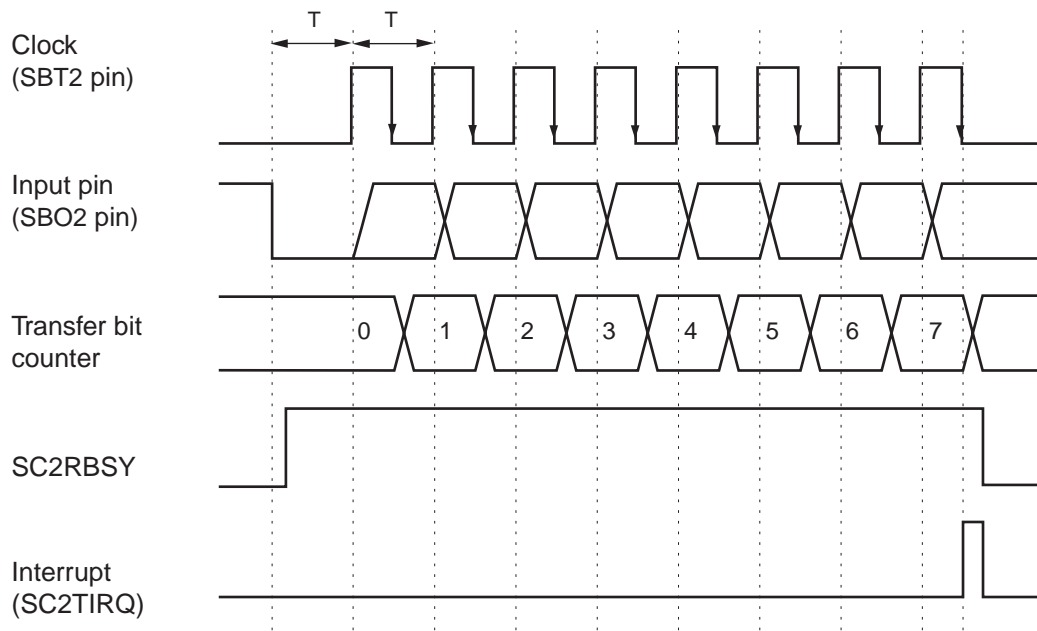 T T
Clock
(SBT2 pin)
Input pin
(SBO2 pin)
Transfer bit
counter
0 1 2 3 4 5 6 7
SC2RBSY
Interrupt
(SC2TIRQ)